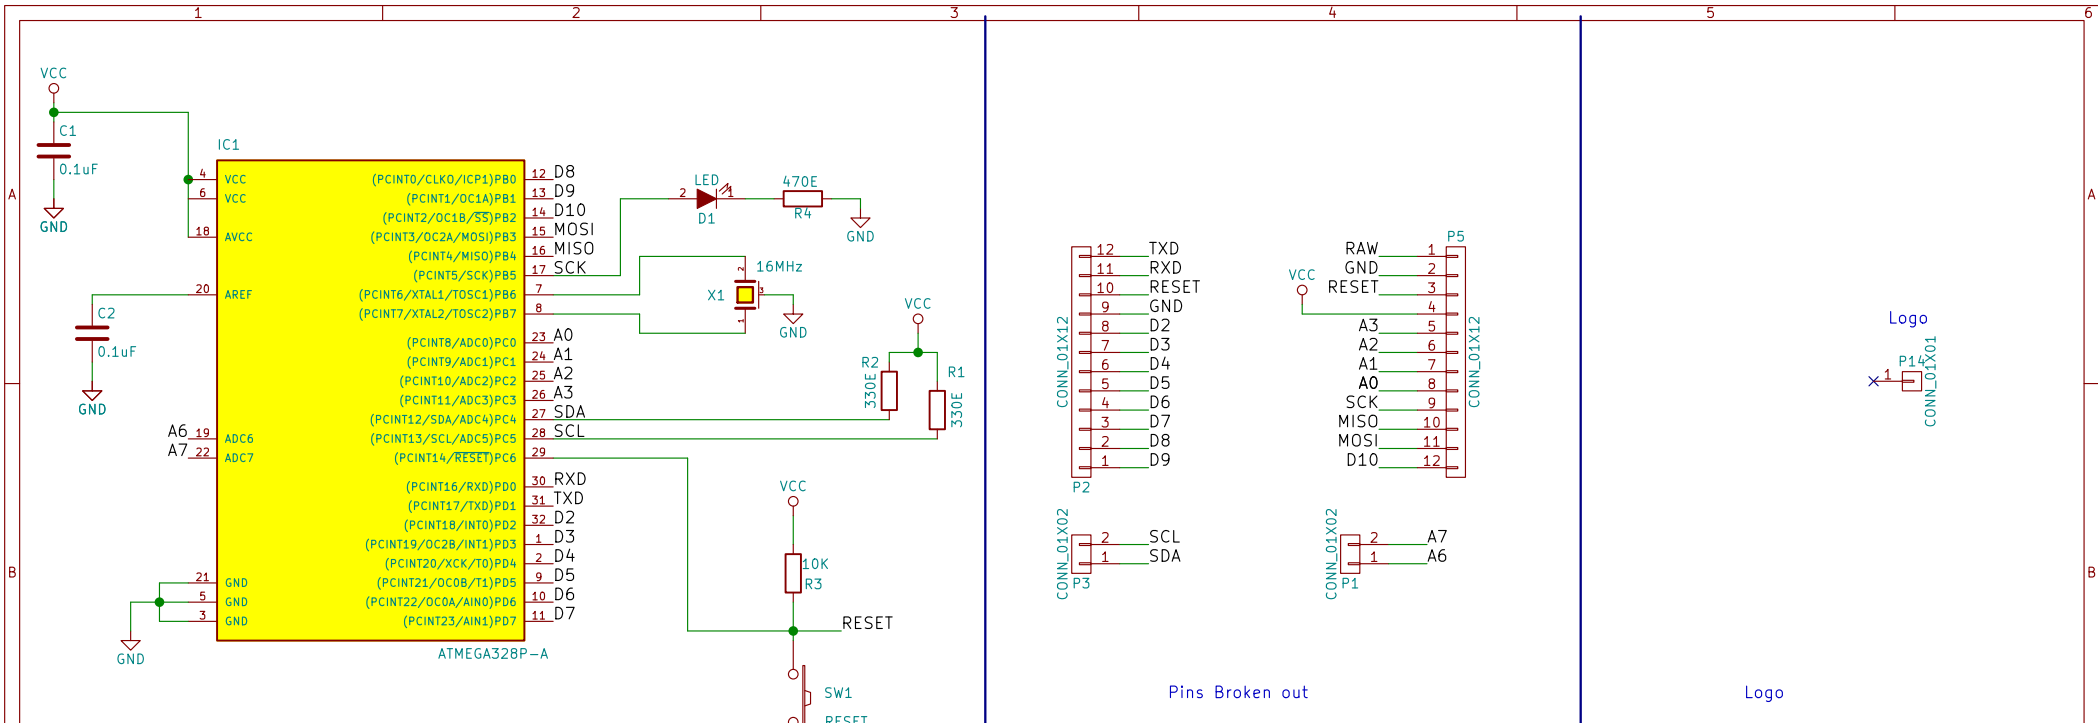 1 2 3 4 5 6
A
B
A
B
VCC
C1
0.1uF
GND
IC1
4 VCC
6 VCC
18 AVCC
20 AREF
C2
0.1uF
GND
A6 19 ADC6
A7 22 ADC7
21 GND
5 GND
3 GND
GND
(PCINT0/CLKO/ICP1)PB0 12 D8
(PCINT1/OC1A)PB1 13 D9
(PCINT2/OC1B/SS)PB2 14 D10
(PCINT3/OC2A/MOSI)PB3 15 MOSI
(PCINT4/MISO)PB4 16 MISO
(PCINT5/SCK)PB5 17 SCK
(PCINT6/XTAL1/TOSC1)PB6 7
(PCINT7/XTAL2/TOSC2)PB7 8
(PCINT8/ADC0)PC0 23 A0
(PCINT9/ADC1)PC1 24 A1
(PCINT10/ADC2)PC2 25 A2
(PCINT11/ADC3)PC3 26 A3
(PCINT12/SDA/ADC4)PC4 27 SDA
(PCINT13/SCL/ADC5)PC5 28 SCL
(PCINT14/RESET)PC6 29
(PCINT16/RXD)PD0 30 RXD
(PCINT17/TXD)PD1 31 TXD
(PCINT18/INT0)PD2 32 D2
(PCINT19/OC2B/INT1)PD3 1 D3
(PCINT20/XCK/T0)PD4 2 D4
(PCINT21/OC0B/T1)PD5 9 D5
(PCINT22/OC0A/AIN0)PD6 10 D6
(PCINT23/AIN1)PD7 11 D7
ATMEGA328P-A
LED
2 1
D1
470E
R4
GND
16MHz
X1
2
3
1
GND
VCC
R2
330E
R1
330E
VCC
10K
R3
RESET
SW1
RESET
12 TXD
11 RXD
10 RESET
9 GND
8 D2
7 D3
6 D4
5 D5
4 D6
3 D7
2 D8
1 D9
CONN_01X12
P2
P5
RAW 1
GND 2
RESET 3
VCC
4
A3 5
A2 6
A1 7
A0 8
SCK 9
MISO 10
MOSI 11
D10 12
CONN_01X12
CONN_01X02
2 SCL
1 SDA
P3
CONN_01X02
2 A7
1 A6
P1
Pins Broken out
Logo
P14
1
CONN_01X01
Logo